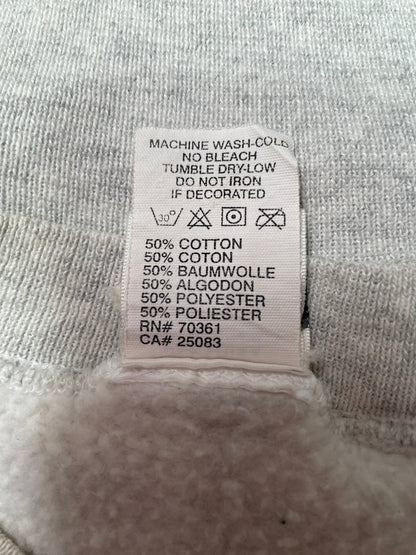 MACHINE WASH-COLD
NO BLEACH
TUMBLE DRY-LOW
DO NOT IRON
IF DECORATED
30°
50% COTTON
50% COTON
50% BAUMWOLLE
50% ALGODON
50% POLYESTER
50% POLIESTER
RN# 70361
CA# 25083